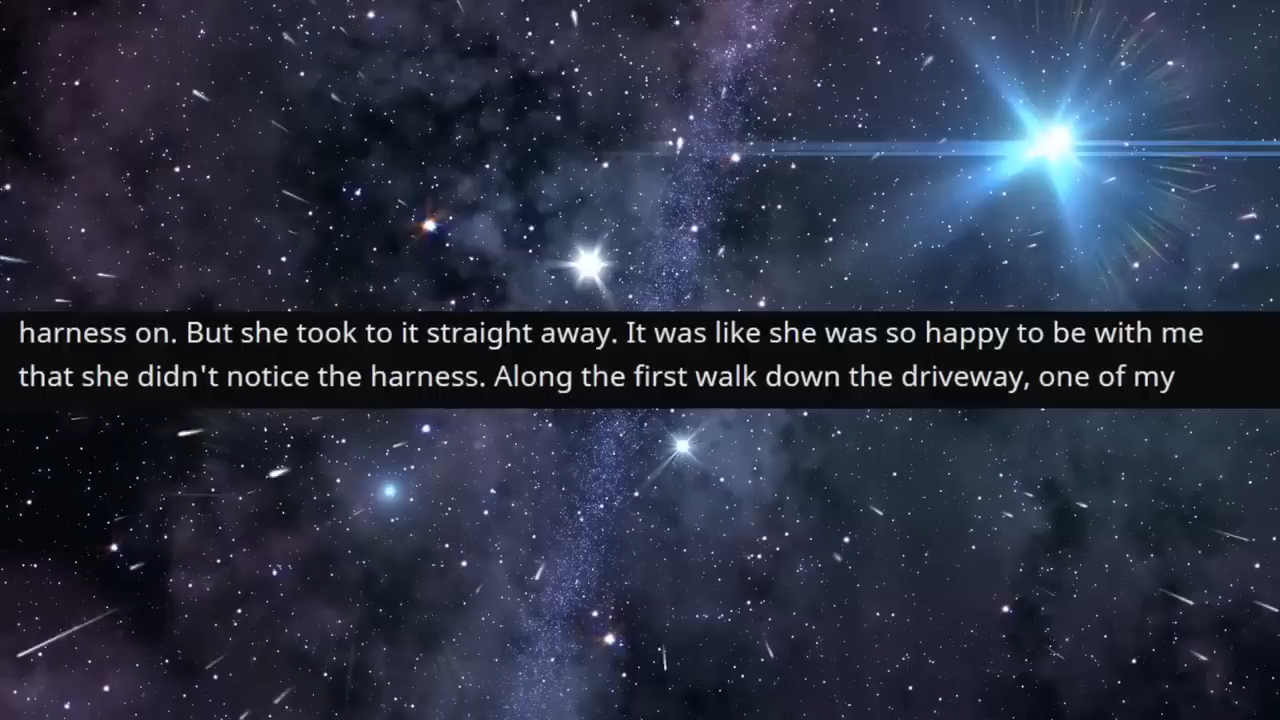 harness on. But she took to it straight away. It was like she was so happy to be with me
that she didn't notice the harness. Along the first walk down the driveway, one of my